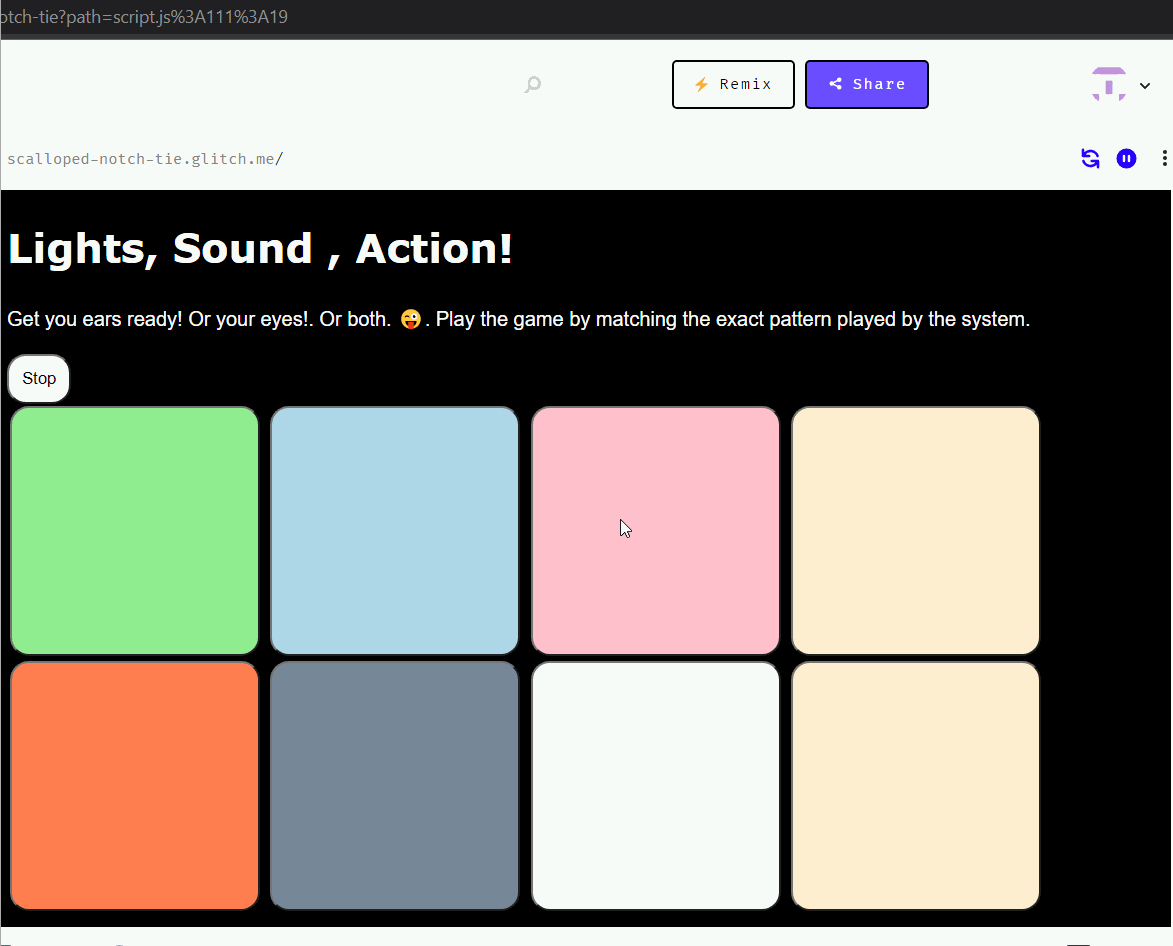 otch-tie?path=script.js%3A111%3A19
⚡ Remix
Share
scalloped-notch-tie.glitch.me/
Lights, Sound , Action!
Get you ears ready! Or your eyes!. Or both. 😜. Play the game by matching the exact pattern played by the system.
Stop